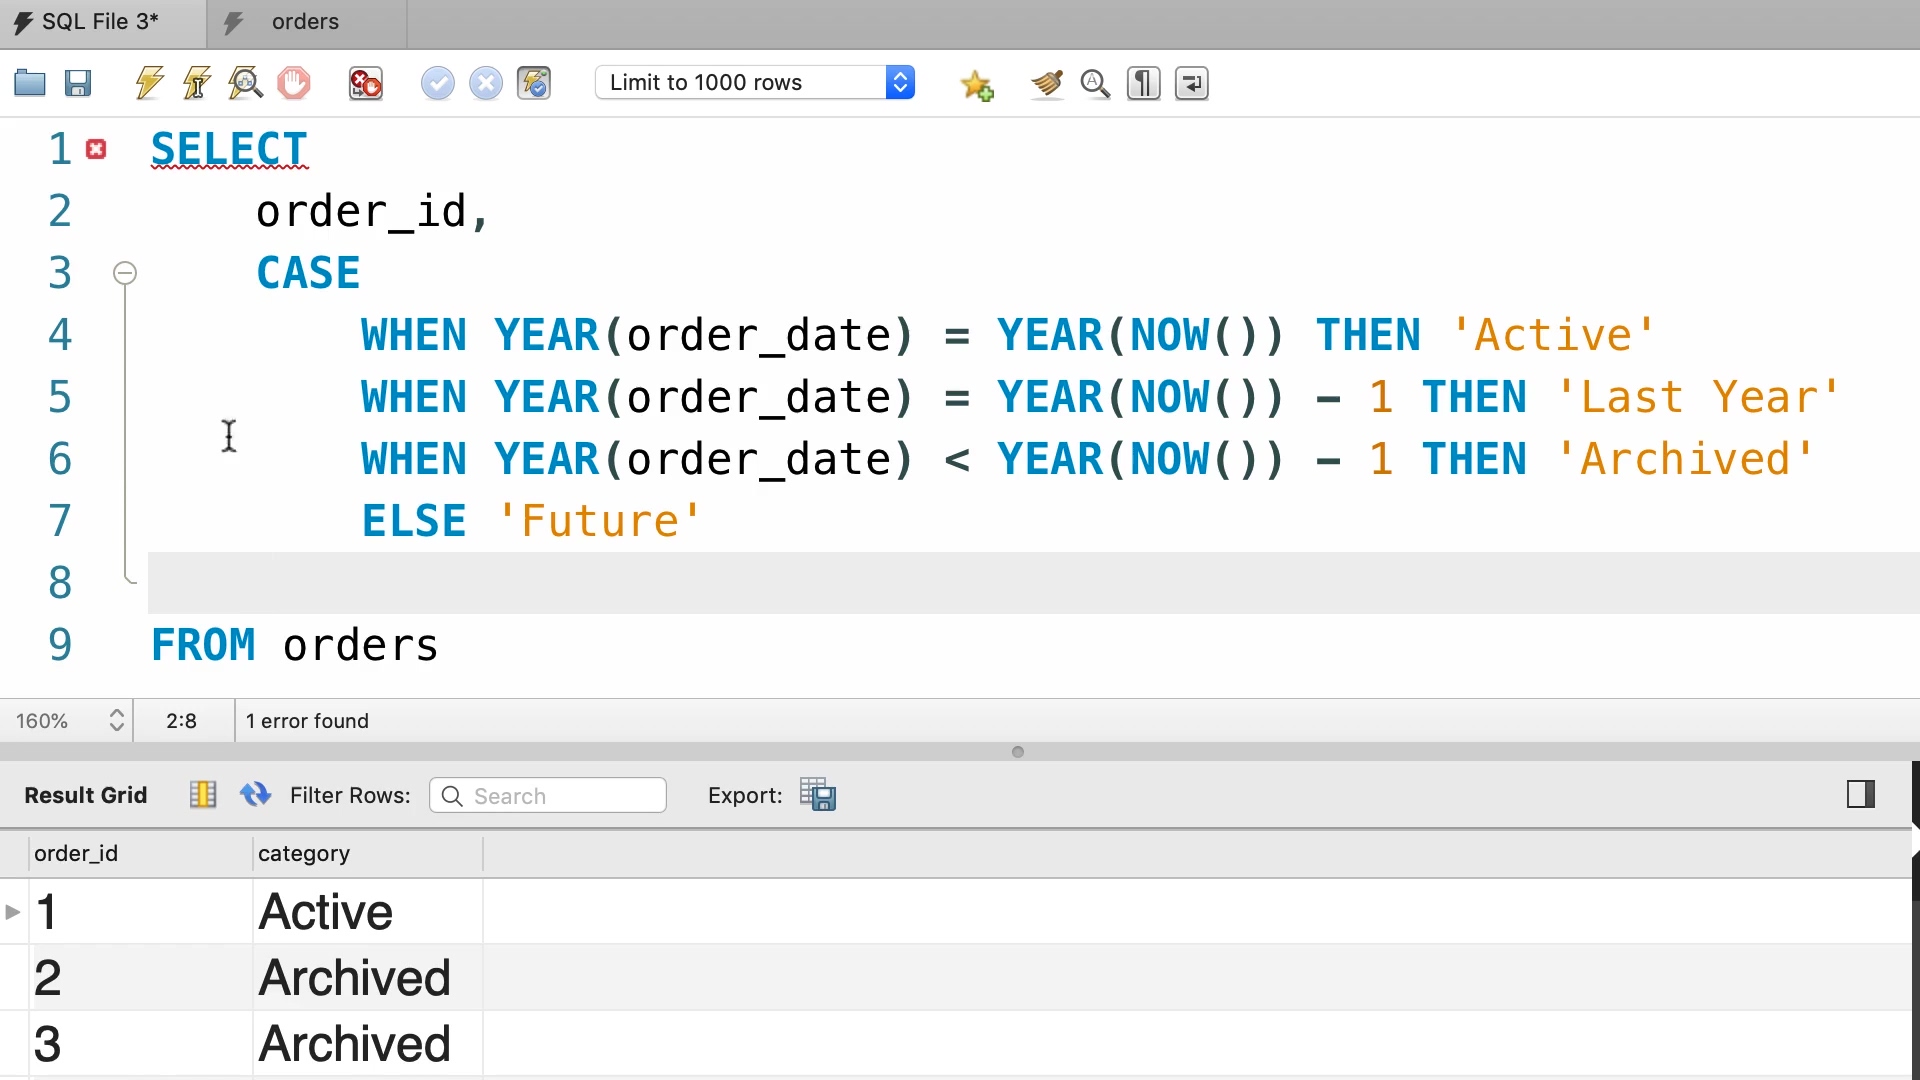 SQL File 3*
orders
Limit to 1000 rows
1 SELECT
2 order_id,
3 CASE
4 WHEN YEAR(order_date) = YEAR(NOW()) THEN 'Active'
5 WHEN YEAR(order_date) = YEAR(NOW()) - 1 THEN 'Last Year'
6 WHEN YEAR(order_date) < YEAR(NOW()) - 1 THEN 'Archived'
7 ELSE 'Future'
8
9 FROM orders
160% 2:8 1 error found
Result Grid Filter Rows: Search Export:
order_id category
1 Active
2 Archived
3 Archived